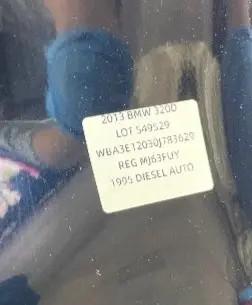 2013 BMW 320D
LOT 549529
WBA3E12030J783629
REG MJ63FUY
1995 DIESEL AUTO